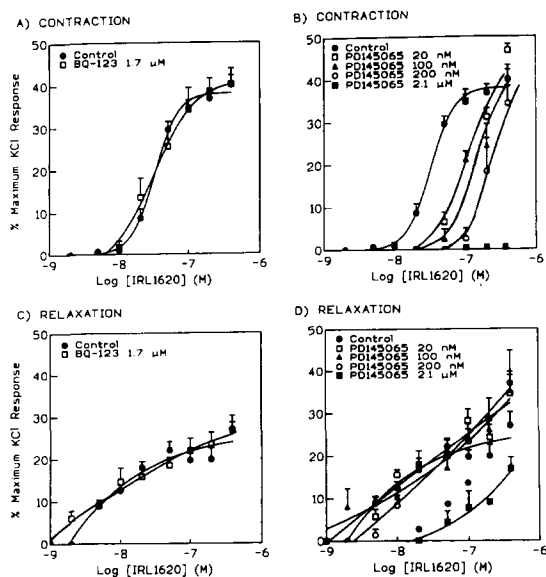 A) CONTRACTION
Control
BQ-123 1.7 µM
% Maximum KCl Response
50
40
30
20
10
0
-9
-8
-7
-6
Log [IRL1620] (M)
B) CONTRACTION
Control
PD145065 20 nM
PD145065 100 nM
PD145065 200 nM
PD145065 2.1 µM
50
40
30
20
10
0
-9
-8
-7
-6
Log [IRL1620] (M)
C) RELAXATION
Control
BQ-123 1.7 µM
% Maximum KCl Response
50
40
30
20
10
0
-9
-8
-7
-6
Log [IRL1620] (M)
D) RELAXATION
Control
PD145065 20 nM
PD145065 100 nM
PD145065 200 nM
PD145065 2.1 µM
50
40
30
20
10
0
-9
-8
-7
-6
Log [IRL1620] (M)